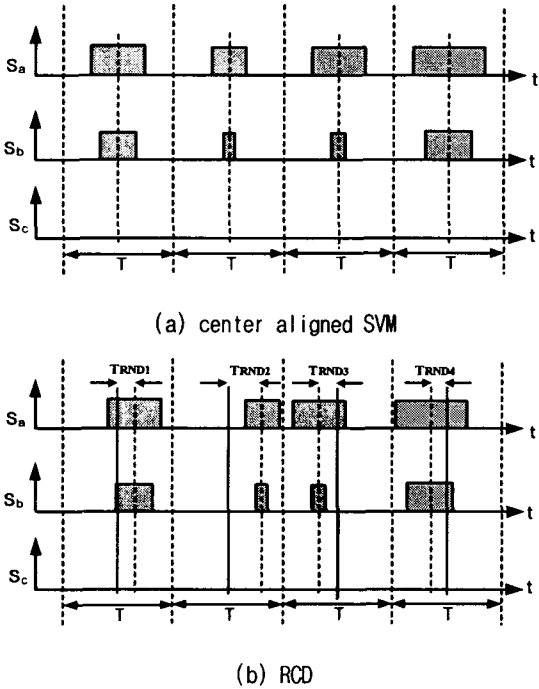 Sa
t
Sb
t
Sc
t
T T T T
(a) center aligned SVM
TRND1 TRND2 TRND3 TRND4
Sa
t
Sb
t
Sc
t
T T T T
(b) RCD